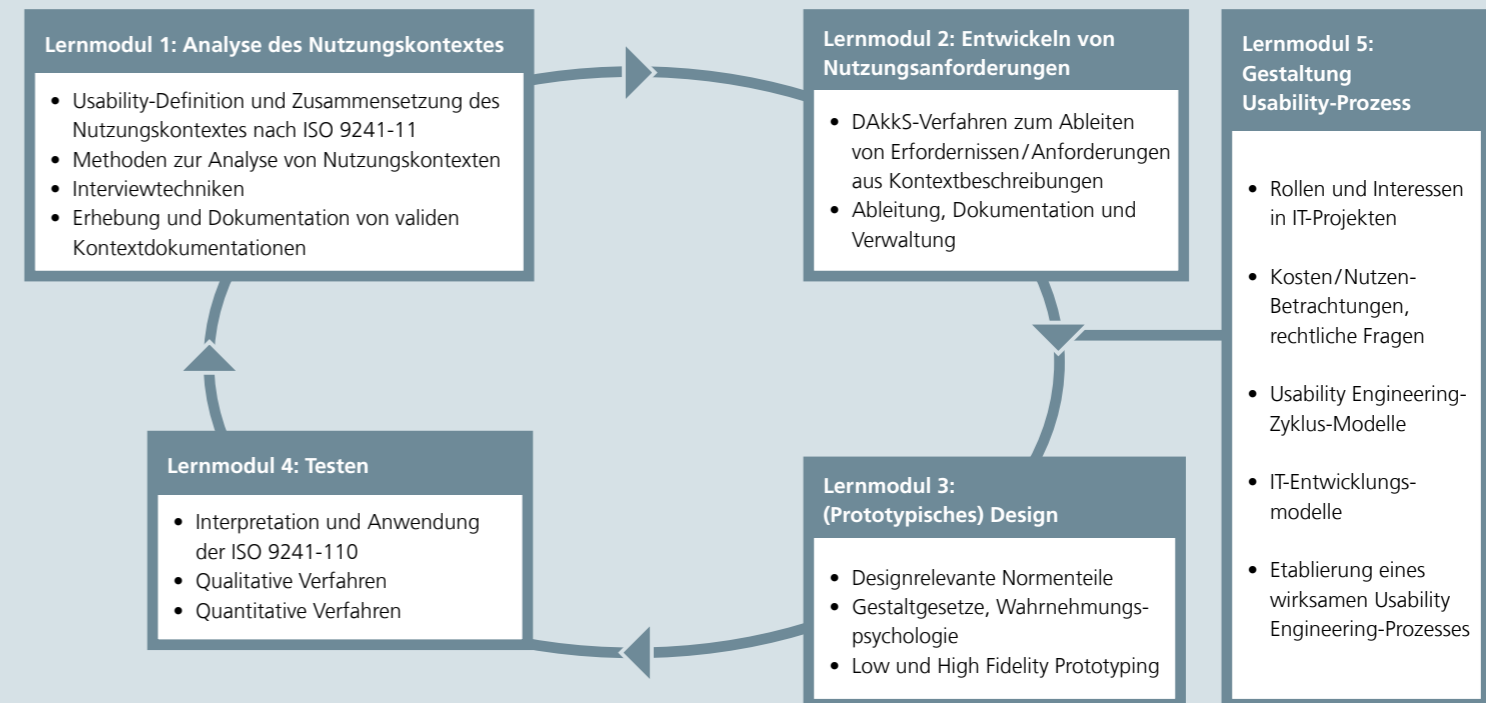 Lernmodul 1: Analyse des Nutzungskontextes
• Usability-Definition und Zusammensetzung des
Nutzungskontextes nach ISO 9241-11
• Methoden zur Analyse von Nutzungskontexten
• Interviewtechniken
• Erhebung und Dokumentation von validen
Kontextdokumentationen
Lernmodul 2: Entwickeln von
Nutzungsanforderungen
• DAkkS-Verfahren zum Ableiten
von Erfordernissen/Anforderungen
aus Kontextbeschreibungen
• Ableitung, Dokumentation und
Verwaltung
Lernmodul 3:
(Prototypisches) Design
• Designrelevante Normenteile
• Gestaltgesetze, Wahrnehmungs-
psychologie
• Low und High Fidelity Prototyping
Lernmodul 4: Testen
• Interpretation und Anwendung
der ISO 9241-110
• Qualitative Verfahren
• Quantitative Verfahren
Lernmodul 5:
Gestaltung
Usability-Prozess
• Rollen und Interessen
in IT-Projekten
• Kosten/Nutzen-
Betrachtungen,
rechtliche Fragen
• Usability Engineering-
Zyklus-Modelle
• IT-Entwicklungs-
modelle
• Etablierung eines
wirksamen Usability
Engineering-Prozesses